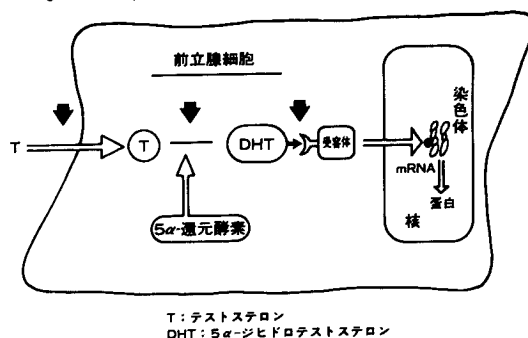 前立腺細胞
T
T
DHT
受容体
染色体
mRNA
蛋白
核
5α-還元酵素
T:テストステロン
DHT:5α-ジヒドロテストステロン